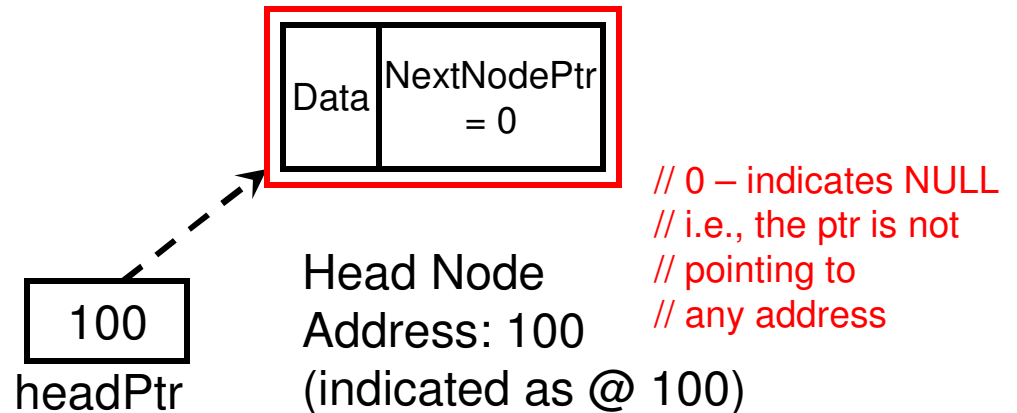 Data
NextNodePtr
= 0
// 0 – indicates NULL
// i.e., the ptr is not
// pointing to
// any address
Head Node
Address: 100
(indicated as @ 100)
100
headPtr